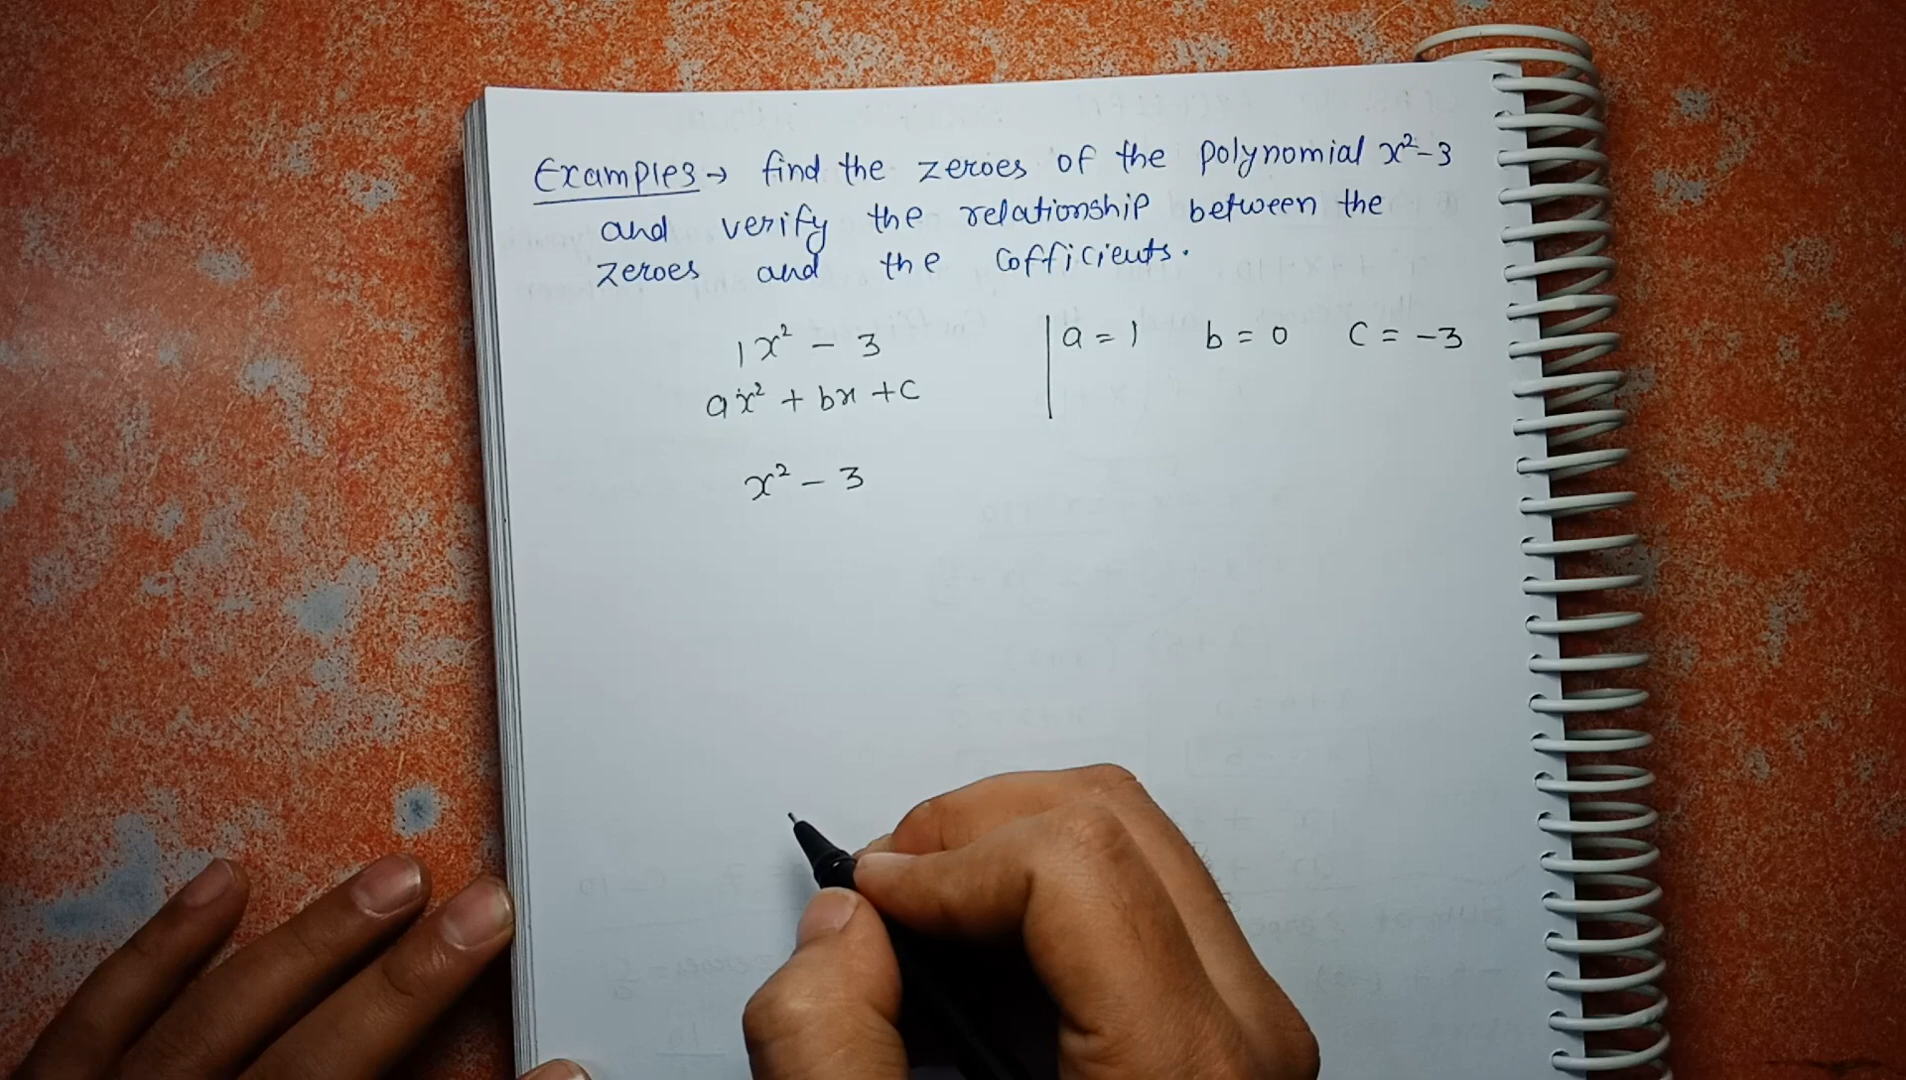 Examples → find the zeroes of the polynomial x²-3
and verify the relationship between the
zeroes and the cofficients.
1x² - 3 | a = 1 b = 0 c = -3
ax² + bx + c
x² - 3